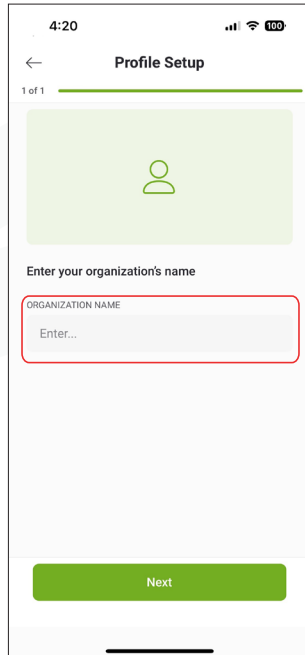 4:20
100
Profile Setup
1 of 1
Enter your organization's name
ORGANIZATION NAME
Enter...
Next